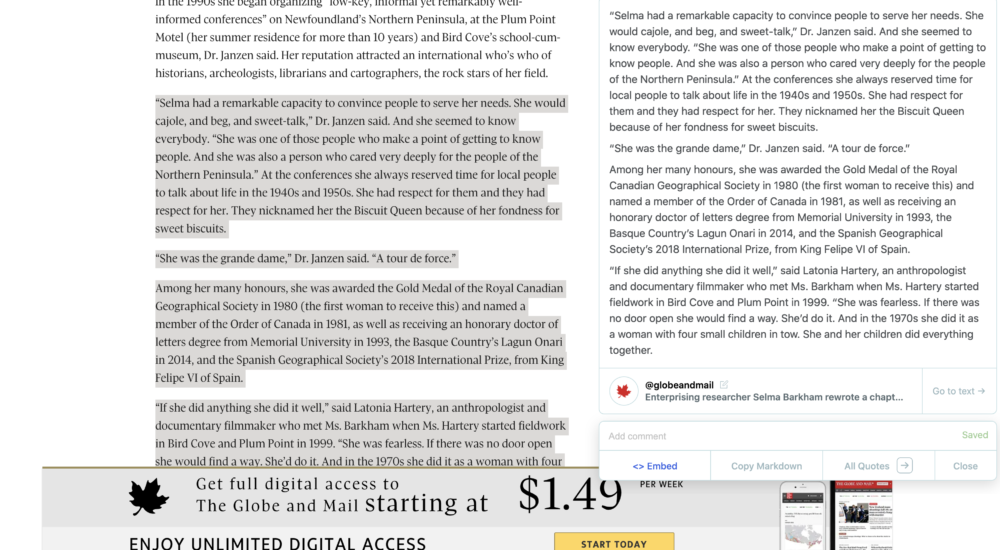 In the 1990s she began organizing "low-key, informal yet remarkably well-
informed conferences" on Newfoundland's Northern Peninsula, at the Plum Point
Motel (her summer residence for more than 10 years) and Bird Cove's school-cum-
museum, Dr. Janzen said. Her reputation attracted an international who's who of
historians, archeologists, librarians and cartographers, the rock stars of her field.
“Selma had a remarkable capacity to convince people to serve her needs. She would
cajole, and beg, and sweet-talk,” Dr. Janzen said. And she seemed to know
everybody. “She was one of those people who make a point of getting to know
people. And she was also a person who cared very deeply for the people of the
Northern Peninsula.” At the conferences she always reserved time for local people
to talk about life in the 1940s and 1950s. She had respect for them and they had
respect for her. They nicknamed her the Biscuit Queen because of her fondness for
sweet biscuits.
“She was the grande dame,” Dr. Janzen said. “A tour de force.”
Among her many honours, she was awarded the Gold Medal of the Royal Canadian
Geographical Society in 1980 (the first woman to receive this) and named a
member of the Order of Canada in 1981, as well as receiving an honorary doctor of
letters degree from Memorial University in 1993, the Basque Country’s Lagun Onari
in 2014, and the Spanish Geographical Society’s 2018 International Prize, from King
Felipe VI of Spain.
“If she did anything she did it well,” said Latonia Hartery, an anthropologist and
documentary filmmaker who met Ms. Barkham when Ms. Hartery started fieldwork
in Bird Cove and Plum Point in 1999. “She was fearless. If there was no door open
she would find a way. She’d do it. And in the 1970s she did it as a woman with four
“Selma had a remarkable capacity to convince people to serve her needs. She
would cajole, and beg, and sweet-talk,” Dr. Janzen said. And she seemed to
know everybody. “She was one of those people who make a point of getting to
know people. And she was also a person who cared very deeply for the people
of the Northern Peninsula.” At the conferences she always reserved time for
local people to talk about life in the 1940s and 1950s. She had respect for
them and they had respect for her. They nicknamed her the Biscuit Queen
because of her fondness for sweet biscuits.
“She was the grande dame,” Dr. Janzen said. “A tour de force.”
Among her many honours, she was awarded the Gold Medal of the Royal
Canadian Geographical Society in 1980 (the first woman to receive this) and
named a member of the Order of Canada in 1981, as well as receiving an
honorary doctor of letters degree from Memorial University in 1993, the
Basque Country’s Lagun Onari in 2014, and the Spanish Geographical
Society’s 2018 International Prize, from King Felipe VI of Spain.
“If she did anything she did it well,” said Latonia Hartery, an anthropologist
and documentary filmmaker who met Ms. Barkham when Ms. Hartery started
fieldwork in Bird Cove and Plum Point in 1999. “She was fearless. If there was
no door open she would find a way. She’d do it. And in the 1970s she did it as
a woman with four small children in tow. She and her children did everything
together.
@globeandmail
Enterprising researcher Selma Barkham rewrote a chapt...
Go to text →
Add comment
Saved
<> Embed
Copy Markdown
All Quotes →
Close
Get full digital access to
The Globe and Mail starting at
$1.49
PER WEEK
ENJOY UNLIMITED DIGITAL ACCESS
START TODAY